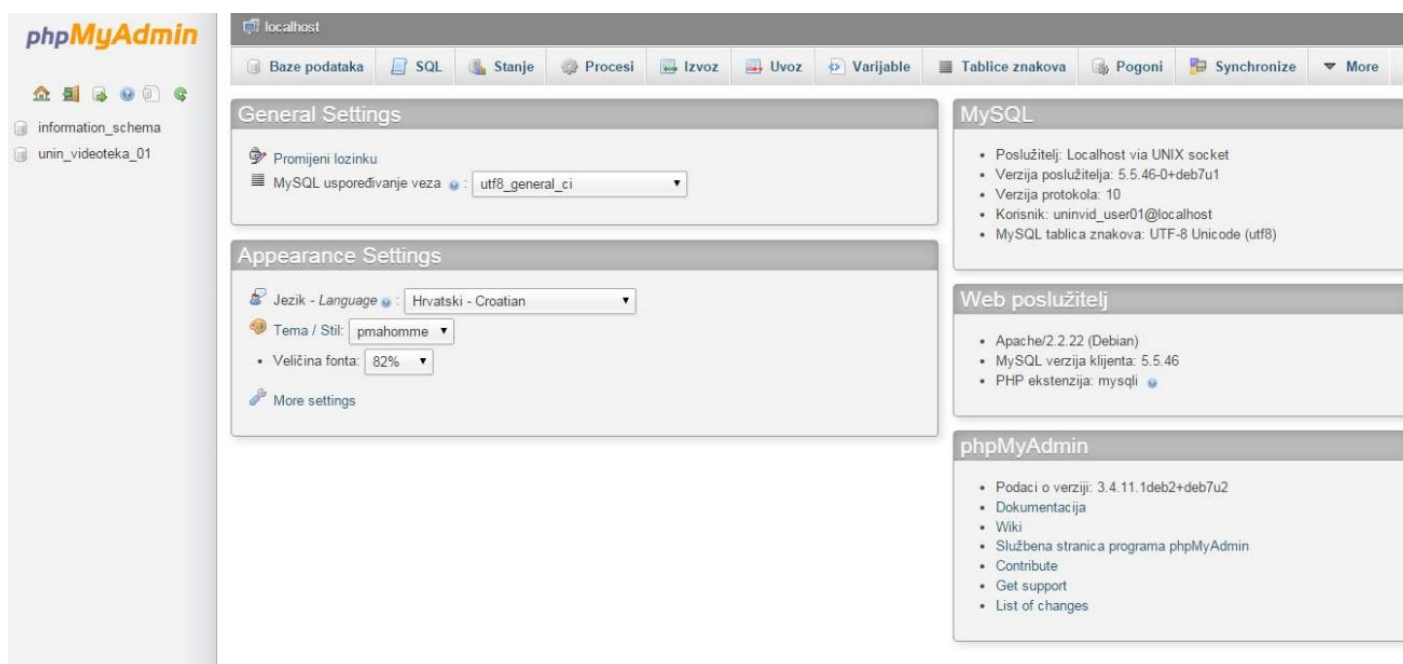 phpMyAdmin
information_schema
unin_videoteka_01
localhost
Baze podataka SQL Stanje Procesi Izvoz Uvoz Varijable Tablice znakova Pogoni Synchronize More
General Settings
Promijeni lozinku
MySQL uspoređivanje veza : utf8_general_ci
Appearance Settings
Jezik - Language : Hrvatski - Croatian
Tema / Stil: pmahomme
Veličina fonta: 82%
More settings
MySQL
Poslužitelj: Localhost via UNIX socket
Verzija poslužitelja: 5.5.46-0+deb7u1
Verzija protokola: 10
Korisnik: uninvid_user01@localhost
MySQL tablica znakova: UTF-8 Unicode (utf8)
Web poslužitelj
Apache/2.2.22 (Debian)
MySQL verzija klijenta: 5.5.46
PHP ekstenzija: mysqli
phpMyAdmin
Podaci o verziji: 3.4.11.1deb2+deb7u2
Dokumentacija
Wiki
Službena stranica programa phpMyAdmin
Contribute
Get support
List of changes